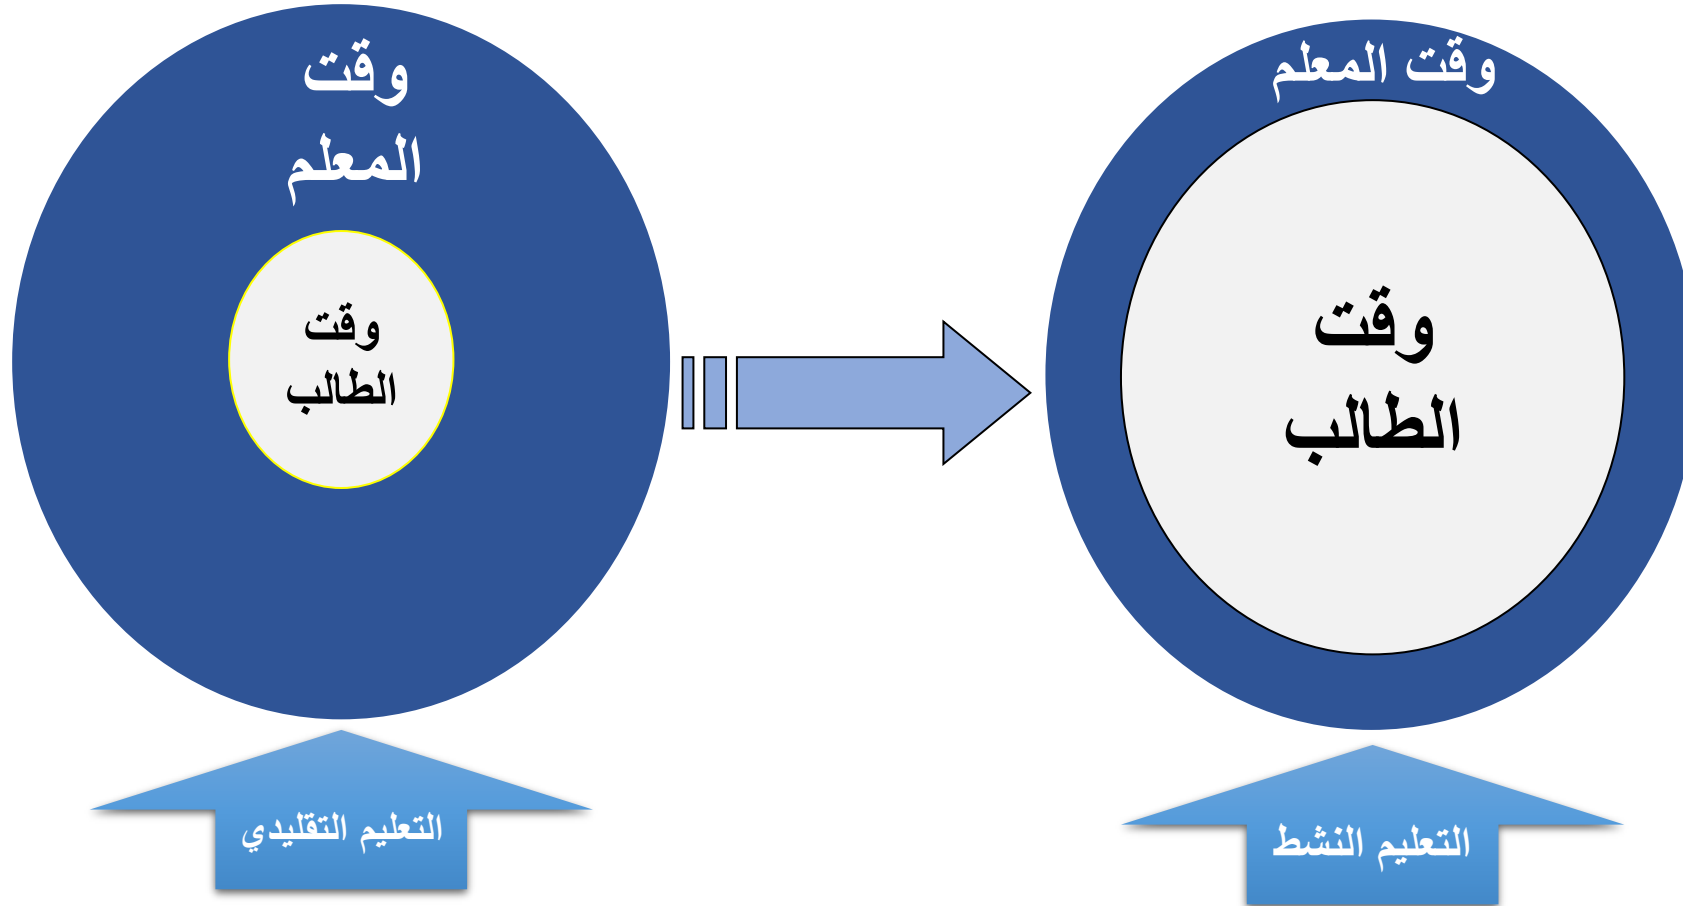 وقت المعلم
وقت
الطالب
التعليم النشط
وقت
المعلم
وقت
الطالب
التعليم التقليدي